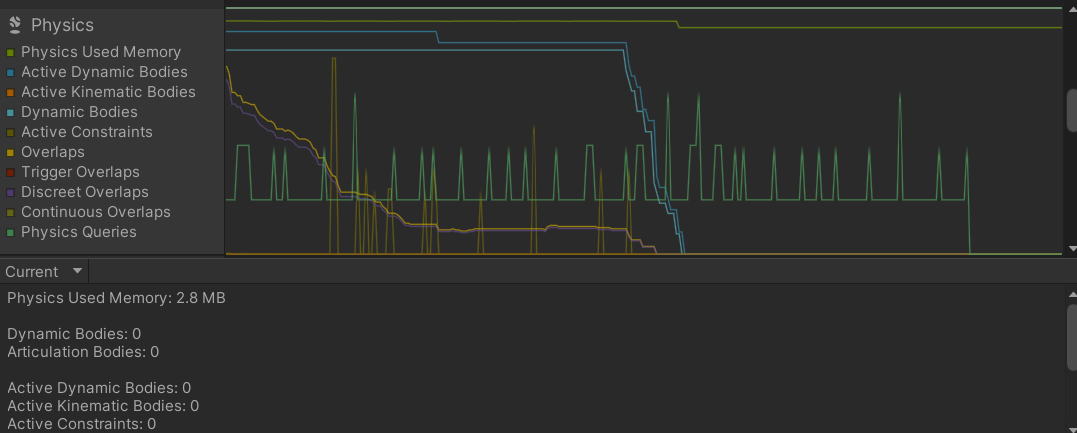 Physics
Physics Used Memory
Active Dynamic Bodies
Active Kinematic Bodies
Dynamic Bodies
Active Constraints
Overlaps
Trigger Overlaps
Discreet Overlaps
Continuous Overlaps
Physics Queries
Current
Physics Used Memory: 2.8 MB
Dynamic Bodies: 0
Articulation Bodies: 0
Active Dynamic Bodies: 0
Active Kinematic Bodies: 0
Active Constraints: 0